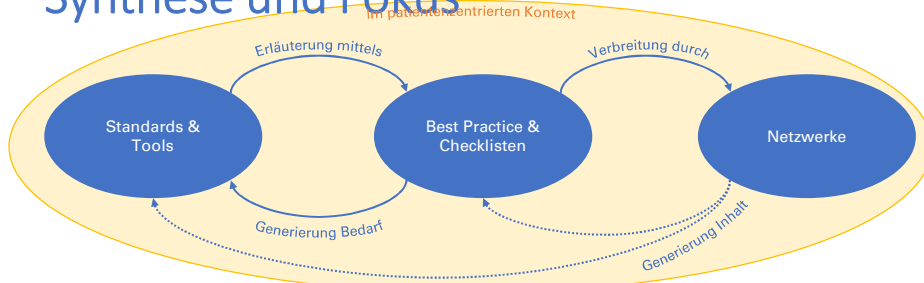 Synthese und Fokus
im patientenzentrierten Kontext
Erläuterung mittels
Verbreitung durch
Standards &
Tools
Best Practice &
Checklisten
Netzwerke
Generierung Bedarf
Generierung Inhalt